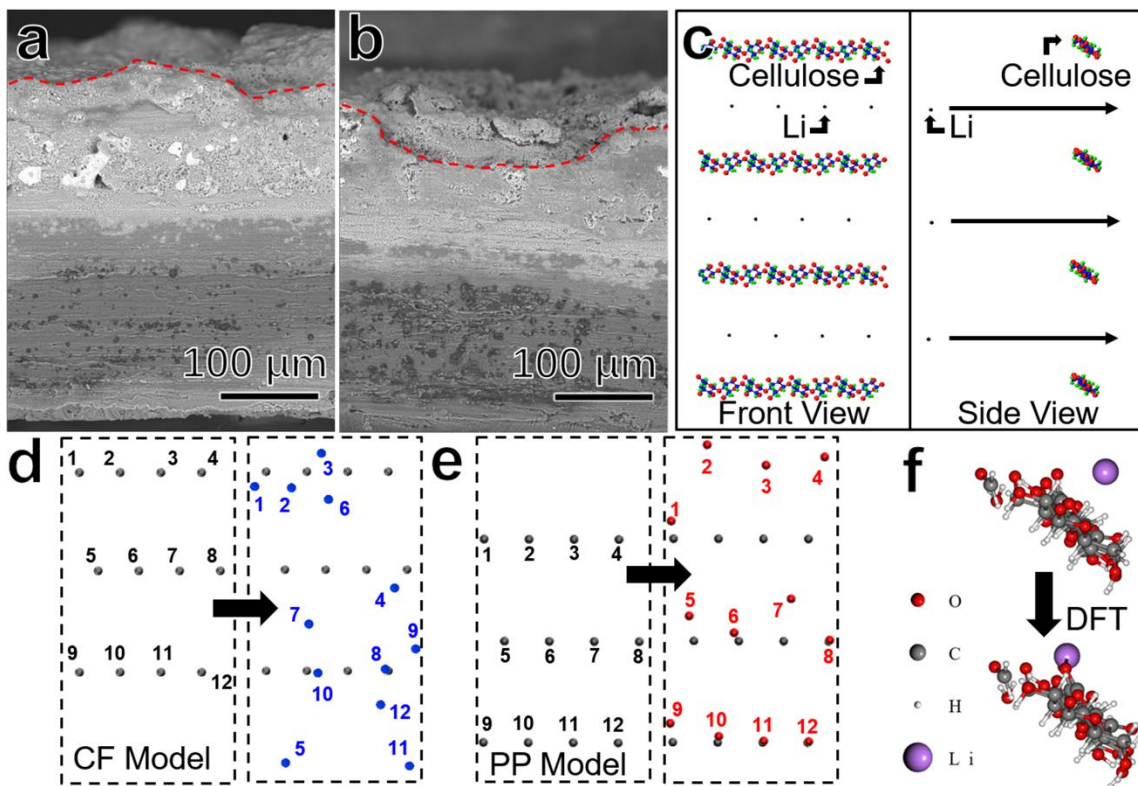 a
100 μm
b
100 μm
c
Cellulose
Li
Front View
Cellulose
Li
Side View
d
1 2 3 4
5 6 7 8
9 10 11
12
CF Model
3
1 2 6
4
7
9
8
10
12
5 11
e
1 2 3 4
5 6 7 8
9 10 11 12
PP Model
2
3 4
1
5 6 7
8
9 10 11 12
f
DFT
O
C
H
L i